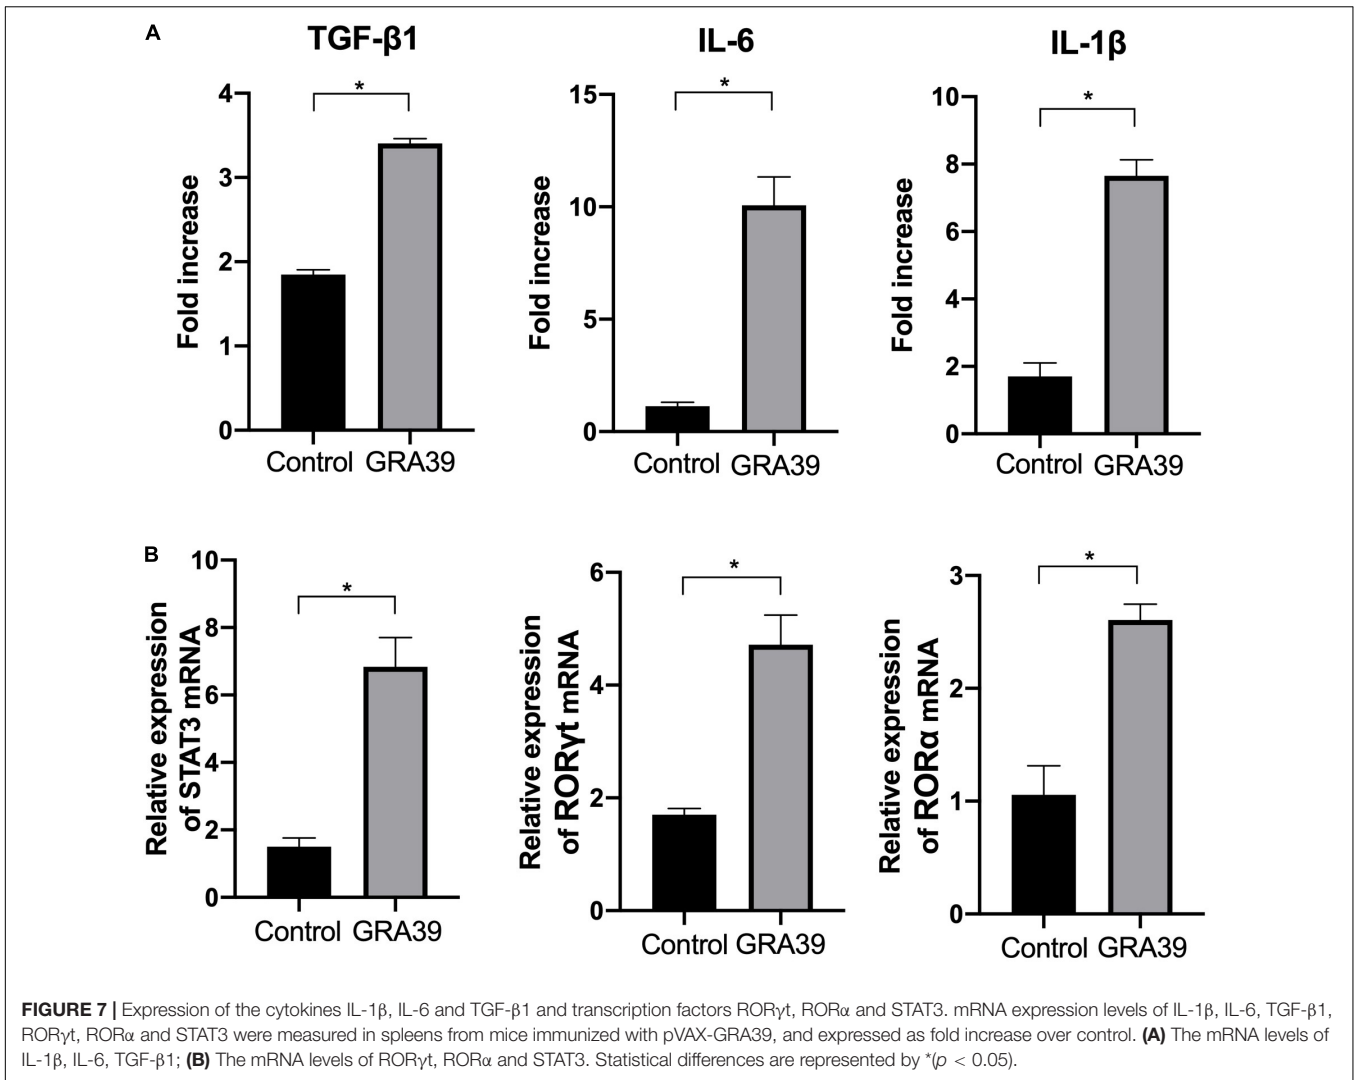 A
TGF-β1
IL-6
IL-1β
Fold increase
4
3
2
1
0
*
Control GRA39
Fold increase
15
10
5
0
*
Control GRA39
Fold increase
10
8
6
4
2
0
*
Control GRA39
B
Relative expression
of STAT3 mRNA
10
8
6
4
2
0
*
Control GRA39
Relative expression
of RORγt mRNA
6
4
2
0
*
Control GRA39
Relative expression
of RORα mRNA
3
2
1
0
*
Control GRA39
FIGURE 7 | Expression of the cytokines IL-1β, IL-6 and TGF-β1 and transcription factors RORγt, RORα and STAT3. mRNA expression levels of IL-1β, IL-6, TGF-β1,
RORγt, RORα and STAT3 were measured in spleens from mice immunized with pVAX-GRA39, and expressed as fold increase over control. (A) The mRNA levels of
IL-1β, IL-6, TGF-β1; (B) The mRNA levels of RORγt, RORα and STAT3. Statistical differences are represented by *(p < 0.05).